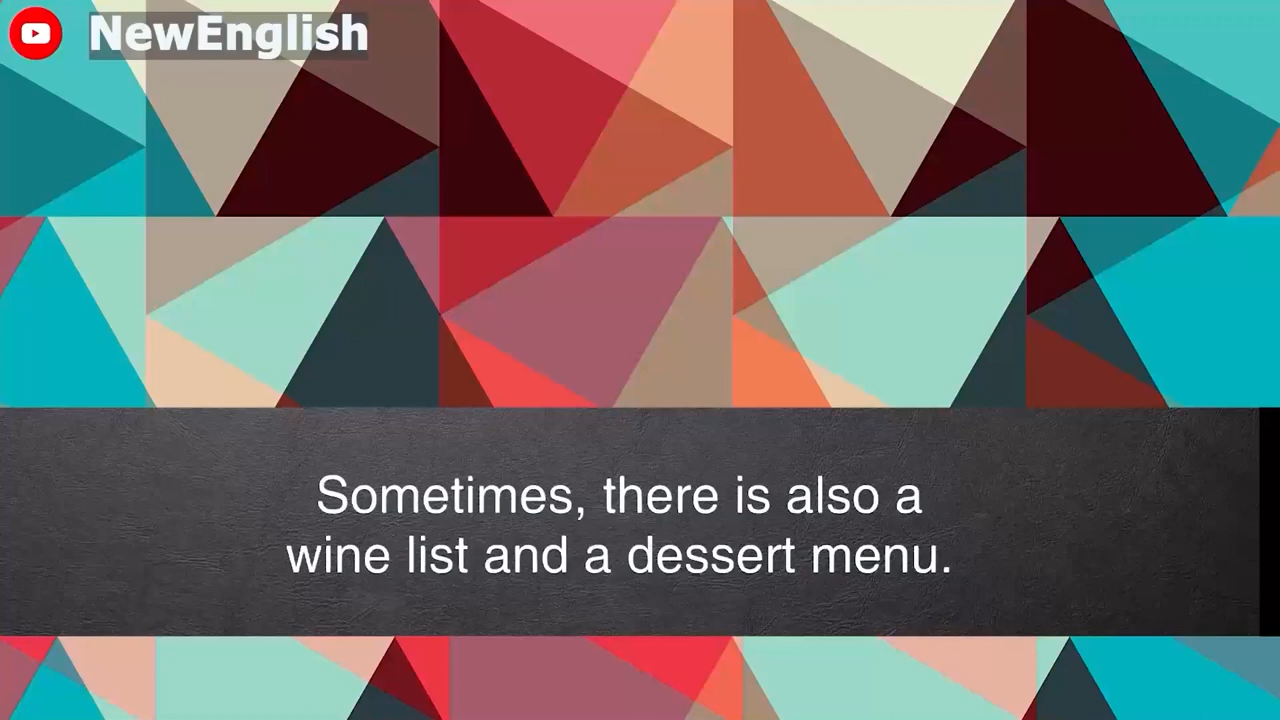 NewEnglish
Sometimes, there is also a
wine list and a dessert menu.